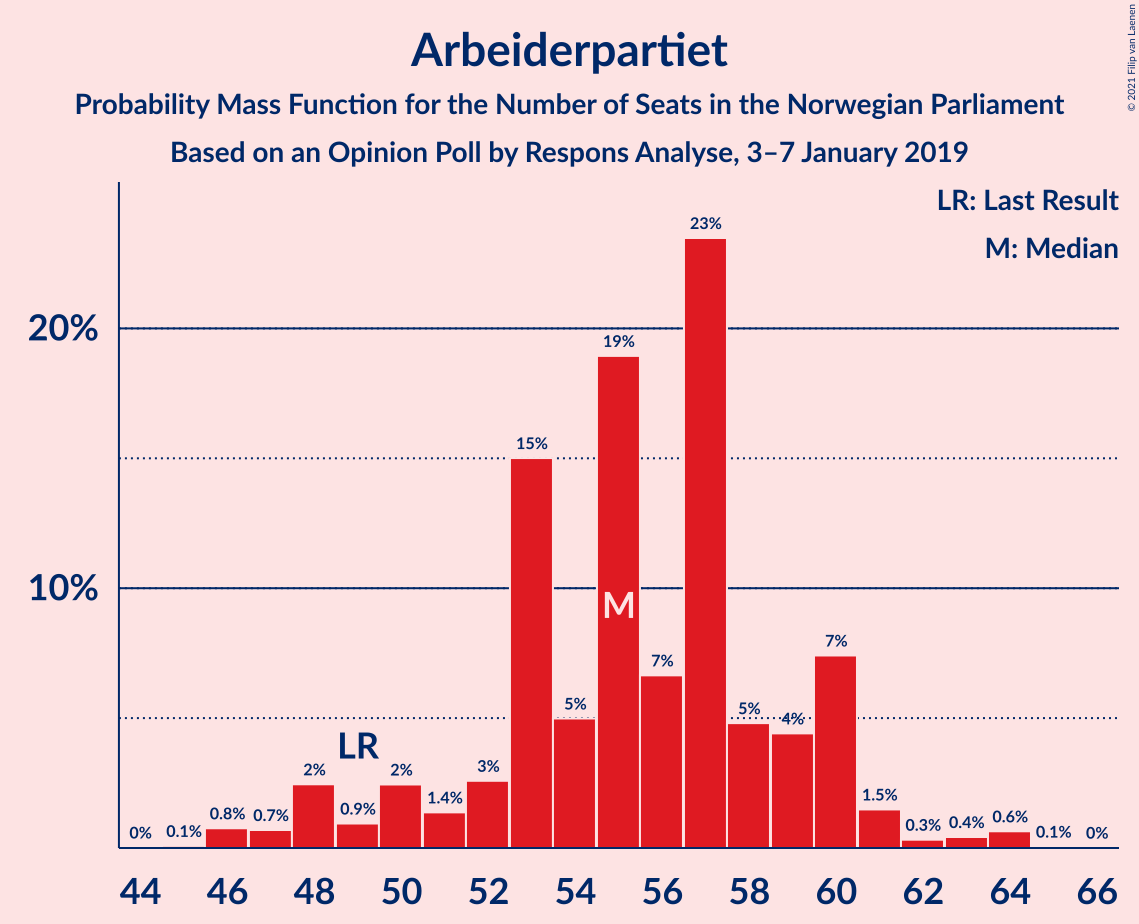 Arbeiderpartiet
Probability Mass Function for the Number of Seats in the Norwegian Parliament
Based on an Opinion Poll by Respons Analyse, 3–7 January 2019
© 2021 Filip van Laenen
LR: Last Result
M: Median
20%
10%
0%
0.1%
0.8%
0.7%
2%
0.9%
2%
1.4%
3%
15%
5%
19%
7%
23%
5%
4%
7%
1.5%
0.3%
0.4%
0.6%
0.1%
0%
LR
M
44 46 48 50 52 54 56 58 60 62 64 66